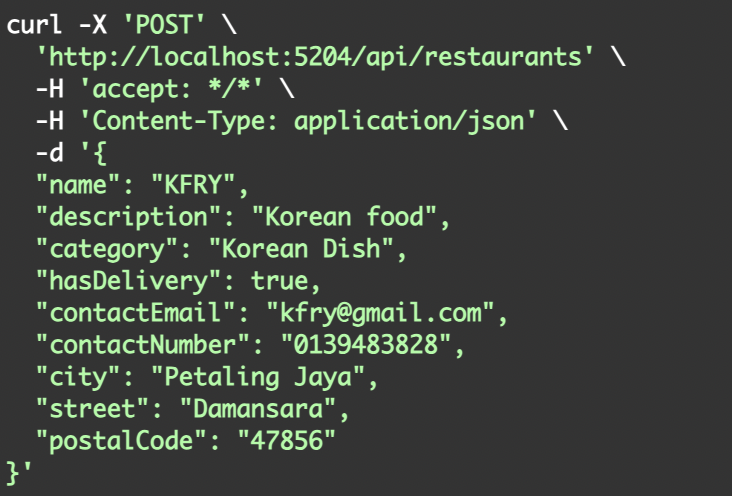 curl -X 'POST' \
  'http://localhost:5204/api/restaurants' \
  -H 'accept: */*' \
  -H 'Content-Type: application/json' \
  -d '{
  "name": "KFRY",
  "description": "Korean food",
  "category": "Korean Dish",
  "hasDelivery": true,
  "contactEmail": "kfry@gmail.com",
  "contactNumber": "0139483828",
  "city": "Petaling Jaya",
  "street": "Damansara",
  "postalCode": "47856"
}'